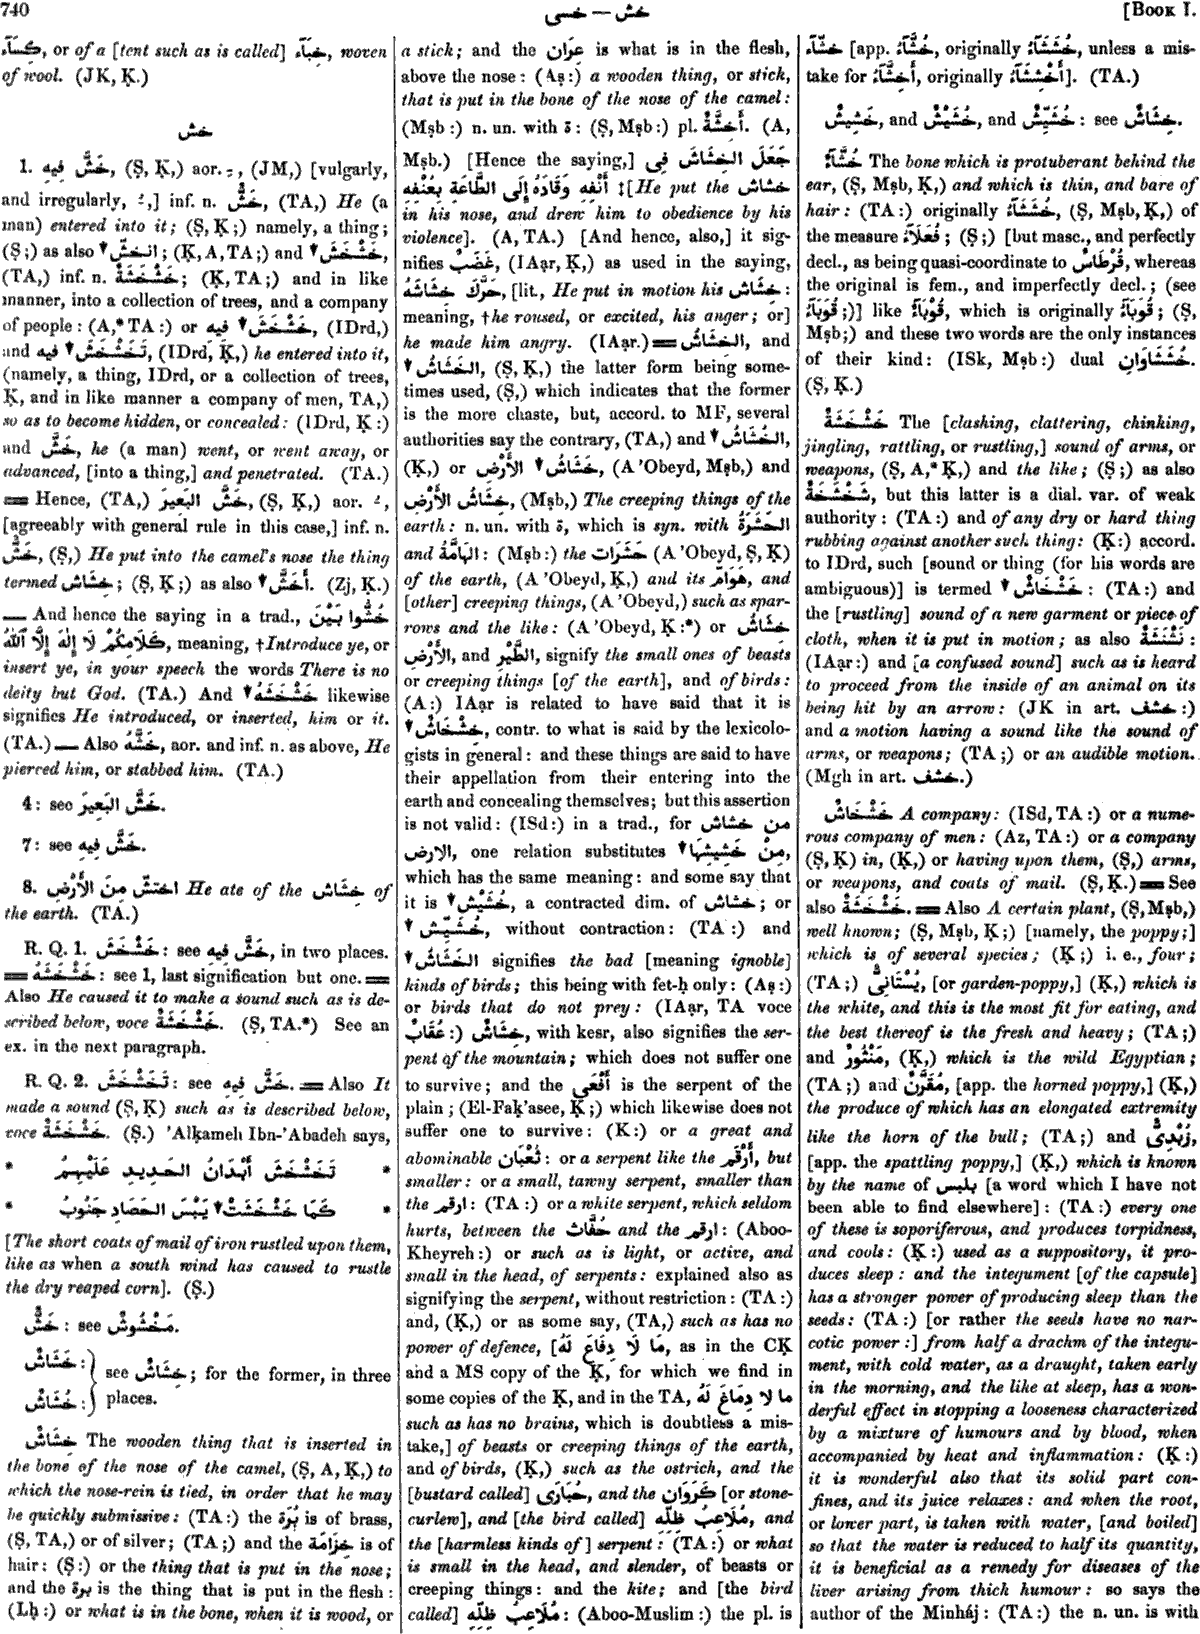 740
خش — خسى
[Book I.
كِسَآء, or of a [tent such as is called] خِبَآء, woven
of wool. (JK, Ḳ.)
خش
1. خَشَّ فِيهِ, (Ṣ, Ḳ,) aor. ـِ, (JM,) [vulgarly,
and irregularly, ـُ,] inf. n. خَشٌّ, (TA,) He (a
man) entered into it; (Ṣ, Ḳ;) namely, a thing;
(Ṣ;) as also ▼ انخشّ; (Ḳ, A, TA;) and ▼ خَشْخَشَ,
(TA,) inf. n. خَشْخَشَةٌ; (Ḳ, TA;) and in like
manner, into a collection of trees, and a company
of people: (A,* TA:) or ▼ خَشْخَشَ فيه, (IDrd,)
and ▼ تَخَشْخَشَ فيه, (IDrd, Ḳ,) he entered into it,
(namely, a thing, IDrd, or a collection of trees,
Ḳ, and in like manner a company of men, TA,)
so as to become hidden, or concealed: (IDrd, Ḳ:)
and خَشَّ, he (a man) went, or went away, or
advanced, [into a thing,] and penetrated. (TA.)
== Hence, (TA,) خَشَّ البَعِيرَ, (Ṣ, Ḳ,) aor. ـُ,
[agreeably with general rule in this case,] inf. n.
خَشٌّ, (Ṣ,) He put into the camel's nose the thing
termed خِشَاش; (Ṣ, Ḳ;) as also ▼ أَخَشَّ. (Zj, Ḳ.)
— And hence the saying in a trad., خُشُّوا بَيْنَ
كَلَامِكُمْ لَا إِلٰهَ إِلَّا ٱللّٰهُ, meaning, †Introduce ye, or
insert ye, in your speech the words There is no
deity but God. (TA.) And ▼ خَشْخَشَهُ likewise
signifies He introduced, or inserted, him or it.
(TA.) — Also خَشَّهُ, aor. and inf. n. as above, He
pierced him, or stabbed him. (TA.)
4: see خَشَّ البَعِيرَ.
7: see خَشَّ فِيهِ.
8. اختشّ مِنَ الأَرْضِ He ate of the خِشَاش of
the earth. (TA.)
R. Q. 1. خَشْخَشَ: see خَشَّ فيه, in two places.
== خَشْخَشَهُ: see 1, last signification but one. ==
Also He caused it to make a sound such as is de-
scribed below, voce خَشْخَشَةٌ. (Ṣ, TA.*) See an
ex. in the next paragraph.
R. Q. 2. تَخَشْخَشَ: see خَشَّ فيه. == Also It
made a sound (Ṣ, Ḳ) such as is described below,
voce خَشْخَشَةٌ. (Ṣ.) 'Alḳameh Ibn-'Abadeh says,
* تَخَشْخَشَ أَبْدَانُ الحَدِيدِ عَلَيْهِمُ *
* كَمَا خَشْخَشَتْ ▼ يَبْسَ الحَصَادِ جَنُوبُ *
[The short coats of mail of iron rustled upon them,
like as when a south wind has caused to rustle
the dry reaped corn]. (Ṣ.)
خَشٌّ: see مَخْشُوشٌ.
خَشَاشٌ:
خُشَاشٌ:
see خِشَاشٌ; for the former, in three
places.
خِشَاشٌ The wooden thing that is inserted in
the bone of the nose of the camel, (Ṣ, A, Ḳ,) to
which the nose-rein is tied, in order that he may
be quickly submissive: (TA:) the بُرَة is of brass,
(Ṣ, TA,) or of silver; (TA;) and the خِزَامَة is of
hair: (Ṣ:) or the thing that is put in the nose;
and the برة is the thing that is put in the flesh:
(Lḥ:) or what is in the bone, when it is wood, or
a stick; and the عِرَان is what is in the flesh,
above the nose: (Aṣ:) a wooden thing, or stick,
that is put in the bone of the nose of the camel:
(Mṣb:) n. un. with ة: (Ṣ, Mṣb:) pl. أَخِشَّةٌ. (A,
Mṣb.) [Hence the saying,] جَعَلَ الخِشَاشَ فِى
أَنْفِهِ وَقَادَهُ إِلَى الطَّاعَةِ بِعُنْفِهِ ‡[He put the خشاش
in his nose, and drew him to obedience by his
violence]. (A, TA.) [And hence, also,] it sig-
nifies غَضَبٌ, (IAạr, Ḳ,) as used in the saying,
حَرَّكَ خِشَاشَهُ, [lit., He put in motion his خِشَاش:
meaning, †he roused, or excited, his anger; or]
he made him angry. (IAạr.) == الخِشَاشُ, and
▼ الخَشَاشُ, (Ṣ, Ḳ,) the latter form being some-
times used, (Ṣ,) which indicates that the former
is the more chaste, but, accord. to MF, several
authorities say the contrary, (TA,) and ▼ الخُشَاشُ,
(Ḳ,) or ▼ خَشَاشُ الأَرْضِ, (A 'Obeyd, Mṣb,) and
خِشَاشُ الأَرْضِ, (Mṣb,) The creeping things of the
earth: n. un. with ة, which is syn. with الحَشَرَةُ
and الهَامَّةُ: (Mṣb:) the حَشَرَات (A 'Obeyd, Ṣ, Ḳ)
of the earth, (A 'Obeyd, Ḳ,) and its هَوَامّ, and
[other] creeping things, (A 'Obeyd,) such as spar-
rows and the like: (A 'Obeyd, Ḳ:*) or خِشَاشُ
الأَرْضِ, and الطَّيْرِ, signify the small ones of beasts
or creeping things [of the earth], and of birds:
(A:) IAạr is related to have said that it is
▼ خَشْخَاشٌ, contr. to what is said by the lexicolo-
gists in general: and these things are said to have
their appellation from their entering into the
earth and concealing themselves; but this assertion
is not valid: (ISd:) in a trad., for من خشاش
الارض, one relation substitutes ▼ مِنْ خَشِيشِهَا,
which has the same meaning: and some say that
it is ▼ خُشَيْشٌ, a contracted dim. of خشاش; or
▼ خُشَيِّشٌ, without contraction: (TA:) and
▼ الخَشَاشُ signifies the bad [meaning ignoble]
kinds of birds; this being with fet-ḥ only: (Aṣ:)
or birds that do not prey: (IAạr, TA voce
عُقَابٌ:) خِشَاشٌ, with kesr, also signifies the ser-
pent of the mountain; which does not suffer one
to survive; and the أَفْعَى is the serpent of the
plain; (El-Faḳ'asee, Ḳ;) which likewise does not
suffer one to survive: (K:) or a great and
abominable ثُعْبَان: or a serpent like the أَرْقَم, but
smaller: or a small, tawny serpent, smaller than
the ارقم: (TA:) or a white serpent, which seldom
hurts, between the حُفَّاث and the ارقم: (Aboo-
Kheyreh:) or such as is light, or active, and
small in the head, of serpents: explained also as
signifying the serpent, without restriction: (TA:)
and, (Ḳ,) or as some say, (TA,) such as has no
power of defence, [مَا لَا دِفَاعَ لَهُ, as in the CḲ
and a MS copy of the Ḳ, for which we find in
some copies of the Ḳ, and in the TA, ما لا دِمَاغَ لَهُ
such as has no brains, which is doubtless a mis-
take,] of beasts or creeping things of the earth,
and of birds, (Ḳ,) such as the ostrich, and the
[bustard called] حُبَارَى, and the كَرَوَان [or stone-
curlew], and [the bird called] مُلَاعِبُ ظِلِّهِ, and
the [harmless kinds of] serpent: (TA:) or what
is small in the head, and slender, of beasts or
creeping things: and the kite; and [the bird
called] مُلَاعِبُ ظِلِّهِ: (Aboo-Muslim:) the pl. is
خشّآء [app. خُشَّآءُ, originally خُشَشَآءُ, unless a mis-
take for أَخِشَّآءُ, originally أَخْشِشَآءُ]. (TA.)
خَشِيشٌ, and خُشَيْشٌ, and خُشَيِّشٌ: see خِشَاشٌ.
خُشَّآءٌ The bone which is protuberant behind the
ear, (Ṣ, Mṣb, Ḳ,) and which is thin, and bare of
hair: (TA:) originally خُشَشَآءُ, (Ṣ, Mṣb, Ḳ,) of
the measure فُعَلَآءُ; (Ṣ;) [but masc., and perfectly
decl., as being quasi-coordinate to قُرْطَاسٌ, whereas
the original is fem., and imperfectly decl.; (see
قُوبَآءٌ;)] like قُوْبَآءٌ, which is originally قُوَبَآءُ; (Ṣ,
Mṣb;) and these two words are the only instances
of their kind: (ISk, Mṣb:) dual خُشَشَاوَانِ.
(Ṣ, Ḳ.)
خَشْخَشَةٌ The [clashing, clattering, chinking,
jingling, rattling, or rustling,] sound of arms, or
weapons, (Ṣ, A,* Ḳ,) and the like; (Ṣ;) as also
شَخْشَخَةٌ, but this latter is a dial. var. of weak
authority: (TA:) and of any dry or hard thing
rubbing against another such thing: (Ḳ:) accord.
to IDrd, such [sound or thing (for his words are
ambiguous)] is termed ▼ خَشْخَاشٌ: (TA:) and
the [rustling] sound of a new garment or piece of
cloth, when it is put in motion; as also نَشْنَشَةٌ:
(IAạr:) and [a confused sound] such as is heard
to proceed from the inside of an animal on its
being hit by an arrow: (JK in art. خشف:)
and a motion having a sound like the sound of
arms, or weapons; (TA;) or an audible motion.
(Mgh in art. خشف.)
خَشْخَاشٌ A company: (ISd, TA:) or a nume-
rous company of men: (Az, TA:) or a company
(Ṣ, Ḳ) in, (Ḳ,) or having upon them, (Ṣ,) arms,
or weapons, and coats of mail. (Ṣ, Ḳ.) == See
also خَشْخَشَةٌ. == Also A certain plant, (Ṣ, Mṣb,)
well known; (Ṣ, Mṣb, Ḳ;) [namely, the poppy;]
which is of several species; (Ḳ;) i. e., four;
(TA;) بُسْتَانِىٌّ, [or garden-poppy,] (Ḳ,) which is
the white, and this is the most fit for eating, and
the best thereof is the fresh and heavy; (TA;)
and مَنْثُورٌ, (Ḳ,) which is the wild Egyptian;
(TA;) and مُقَرَّنٌ, [app. the horned poppy,] (Ḳ,)
the produce of which has an elongated extremity
like the horn of the bull; (TA;) and زَبَدِىٌّ,
[app. the spattling poppy,] (Ḳ,) which is known
by the name of بلبس [a word which I have not
been able to find elsewhere]: (TA:) every one
of these is soporiferous, and produces torpidness,
and cools: (Ḳ:) used as a suppository, it pro-
duces sleep: and the integument [of the capsule]
has a stronger power of producing sleep than the
seeds: (TA:) [or rather the seeds have no nar-
cotic power:] from half a drachm of the integu-
ment, with cold water, as a draught, taken early
in the morning, and the like at sleep, has a won-
derful effect in stopping a looseness characterized
by a mixture of humours and by blood, when
accompanied by heat and inflammation: (Ḳ:)
it is wonderful also that its solid part con-
fines, and its juice relaxes: and when the root,
or lower part, is taken with water, [and boiled]
so that the water is reduced to half its quantity,
it is beneficial as a remedy for diseases of the
liver arising from thick humour: so says the
author of the Minháj: (TA:) the n. un. is with